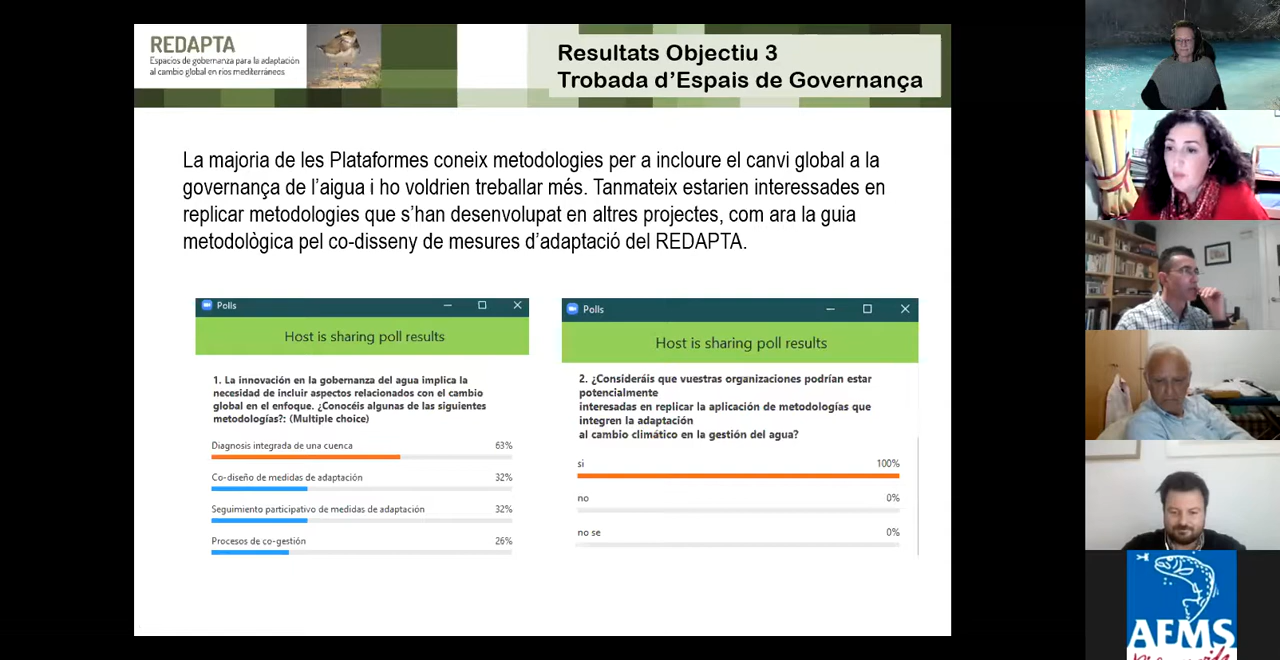 REDAPTA
Espacios de gobernanza para la adaptación
al cambio global en ríos mediterráneos
Resultats Objectiu 3
Trobada d'Espais de Governança
La majoria de les Plataformes coneix metodologies per a incloure el canvi global a la
governança de l'aigua i ho voldrien treballar més. Tanmateix estarien interessades en
replicar metodologies que s'han desenvolupat en altres projectes, com ara la guia
metodològica pel co-disseny de mesures d'adaptació del REDAPTA.
Polls
Host is sharing poll results
1. La innovación en la gobernanza del agua implica la
necesidad de incluir aspectos relacionados con el cambio
global en el enfoque. ¿Conocéis algunas de las siguientes
metodologías?: (Multiple choice)
Diagnosis integrada de una cuenca 63%
Co-diseño de medidas de adaptación 32%
Seguimiento participativo de medidas de adaptación 32%
Procesos de co-gestión 26%
Polls
Host is sharing poll results
2. ¿Consideráis que vuestras organizaciones podrían estar
potencialmente
interesadas en replicar la aplicación de metodologías que
integren la adaptación
al cambio climático en la gestión del agua?
si 100%
no 0%
no se 0%
AEMS